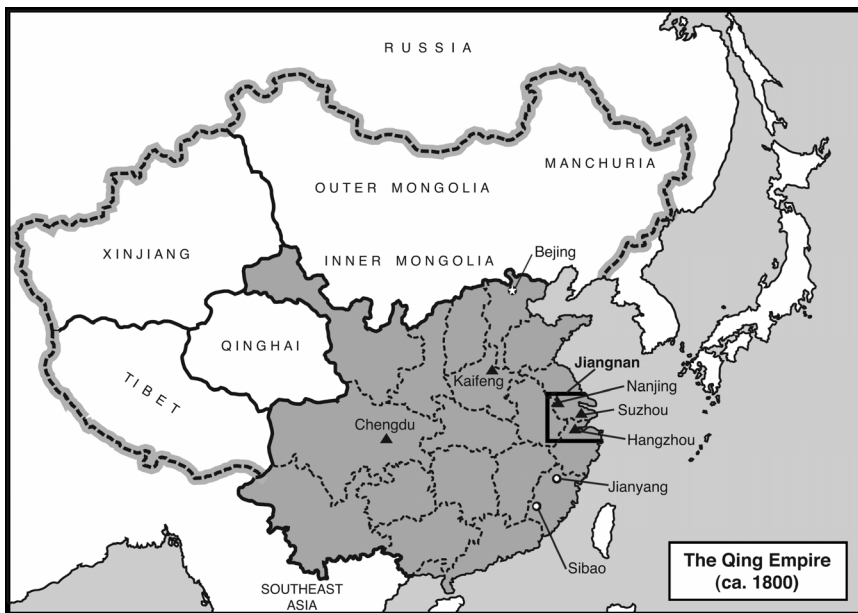 RUSSIA
MANCHURIA
OUTER MONGOLIA
XINJIANG
INNER MONGOLIA
Bejing
QINGHAI
Jiangnan
Kaifeng
Nanjing
TIBET
Suzhou
Chengdu
Hangzhou
Jianyang
Sibao
The Qing Empire
(ca. 1800)
SOUTHEAST
ASIA